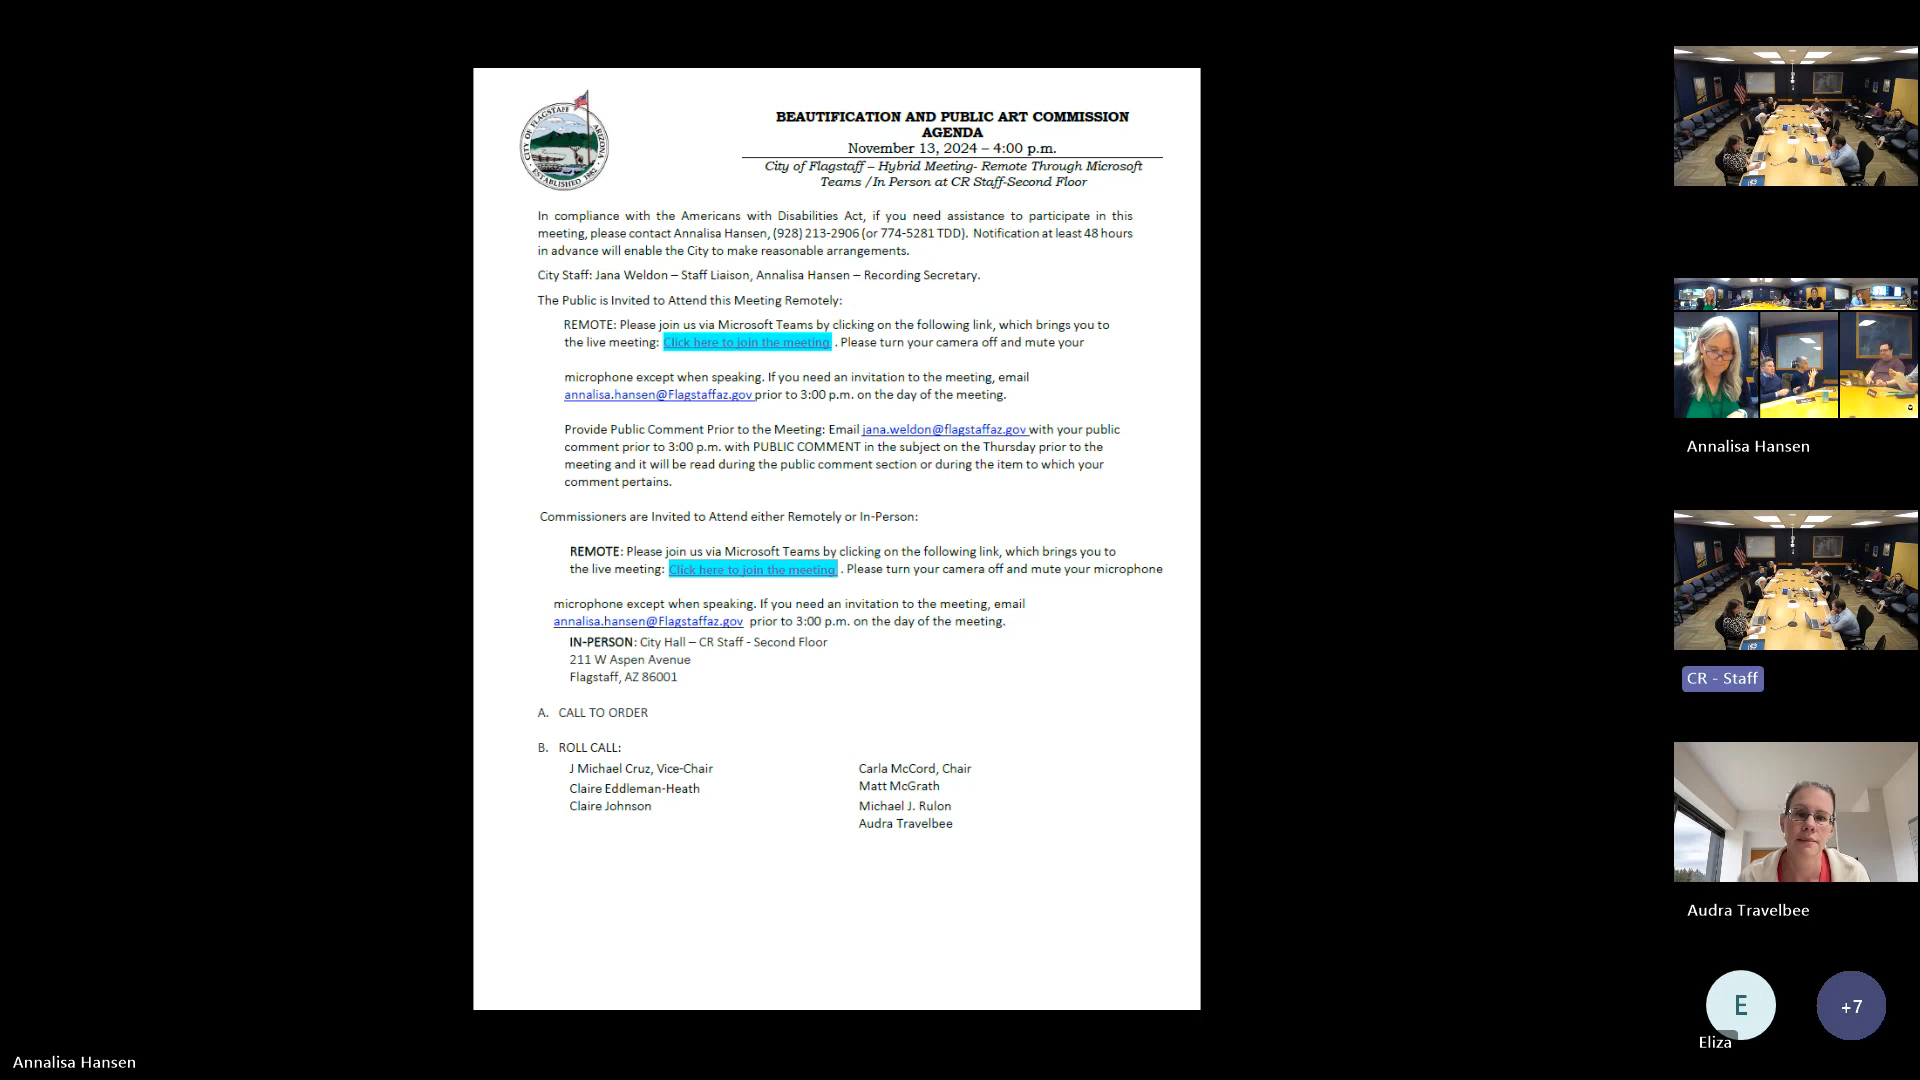 CITY OF FLAGSTAFF
ARIZONA
ESTABLISHED 1882
BEAUTIFICATION AND PUBLIC ART COMMISSION
AGENDA
November 13, 2024 – 4:00 p.m.
City of Flagstaff – Hybrid Meeting- Remote Through Microsoft
Teams /In Person at CR Staff-Second Floor
In compliance with the Americans with Disabilities Act, if you need assistance to participate in this
meeting, please contact Annalisa Hansen, (928) 213-2906 (or 774-5281 TDD). Notification at least 48 hours
in advance will enable the City to make reasonable arrangements.
City Staff: Jana Weldon – Staff Liaison, Annalisa Hansen – Recording Secretary.
The Public is Invited to Attend this Meeting Remotely:
REMOTE: Please join us via Microsoft Teams by clicking on the following link, which brings you to
the live meeting: Click here to join the meeting . Please turn your camera off and mute your
microphone except when speaking. If you need an invitation to the meeting, email
annalisa.hansen@Flagstaffaz.gov prior to 3:00 p.m. on the day of the meeting.
Provide Public Comment Prior to the Meeting: Email jana.weldon@flagstaffaz.gov with your public
comment prior to 3:00 p.m. with PUBLIC COMMENT in the subject on the Thursday prior to the
meeting and it will be read during the public comment section or during the item to which your
comment pertains.
Commissioners are Invited to Attend either Remotely or In-Person:
REMOTE: Please join us via Microsoft Teams by clicking on the following link, which brings you to
the live meeting: Click here to join the meeting . Please turn your camera off and mute your microphone
microphone except when speaking. If you need an invitation to the meeting, email
annalisa.hansen@Flagstaffaz.gov prior to 3:00 p.m. on the day of the meeting.
IN-PERSON: City Hall – CR Staff - Second Floor
211 W Aspen Avenue
Flagstaff, AZ 86001
A. CALL TO ORDER
B. ROLL CALL:
J Michael Cruz, Vice-Chair
Claire Eddleman-Heath
Claire Johnson
Carla McCord, Chair
Matt McGrath
Michael J. Rulon
Audra Travelbee
Annalisa Hansen
CR - Staff
Audra Travelbee
E
Eliza
+7
Annalisa Hansen